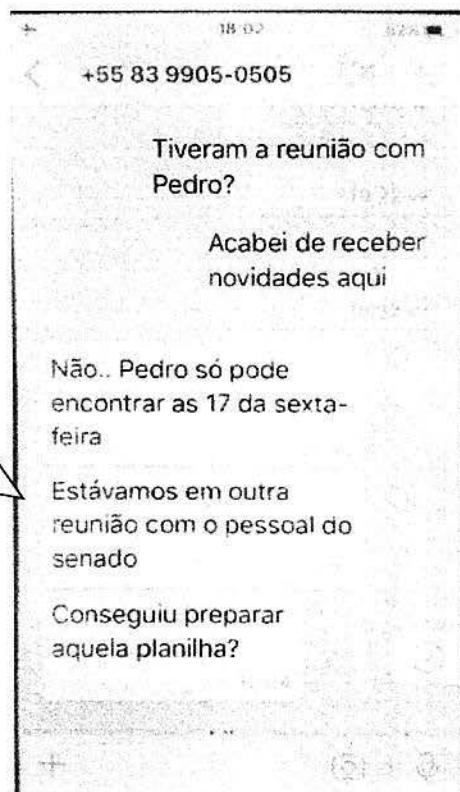 18:02
+55 83 9905-0505
Tiveram a reunião com
Pedro?
Acabei de receber
novidades aqui
Não.. Pedro só pode
encontrar as 17 da sexta-
feira
Estávamos em outra
reunião com o pessoal do
senado
Conseguiu preparar
aquela planilha?